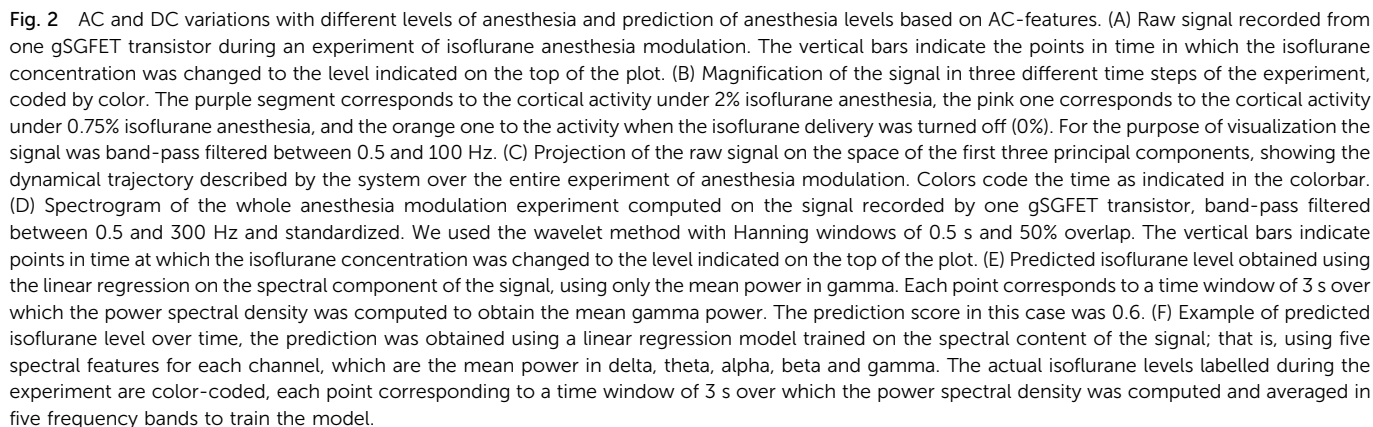 Fig. 2 AC and DC variations with different levels of anesthesia and prediction of anesthesia levels based on AC-features. (A) Raw signal recorded from
one gSGFET transistor during an experiment of isoflurane anesthesia modulation. The vertical bars indicate the points in time in which the isoflurane
concentration was changed to the level indicated on the top of the plot. (B) Magnification of the signal in three different time steps of the experiment,
coded by color. The purple segment corresponds to the cortical activity under 2% isoflurane anesthesia, the pink one corresponds to the cortical activity
under 0.75% isoflurane anesthesia, and the orange one to the activity when the isoflurane delivery was turned off (0%). For the purpose of visualization the
signal was band-pass filtered between 0.5 and 100 Hz. (C) Projection of the raw signal on the space of the first three principal components, showing the
dynamical trajectory described by the system over the entire experiment of anesthesia modulation. Colors code the time as indicated in the colorbar.
(D) Spectrogram of the whole anesthesia modulation experiment computed on the signal recorded by one gSGFET transistor, band-pass filtered
between 0.5 and 300 Hz and standardized. We used the wavelet method with Hanning windows of 0.5 s and 50% overlap. The vertical bars indicate
points in time at which the isoflurane concentration was changed to the level indicated on the top of the plot. (E) Predicted isoflurane level obtained using
the linear regression on the spectral component of the signal, using only the mean power in gamma. Each point corresponds to a time window of 3 s over
which the power spectral density was computed to obtain the mean gamma power. The prediction score in this case was 0.6. (F) Example of predicted
isoflurane level over time, the prediction was obtained using a linear regression model trained on the spectral content of the signal; that is, using five
spectral features for each channel, which are the mean power in delta, theta, alpha, beta and gamma. The actual isoflurane levels labelled during the
experiment are color-coded, each point corresponding to a time window of 3 s over which the power spectral density was computed and averaged in
five frequency bands to train the model.